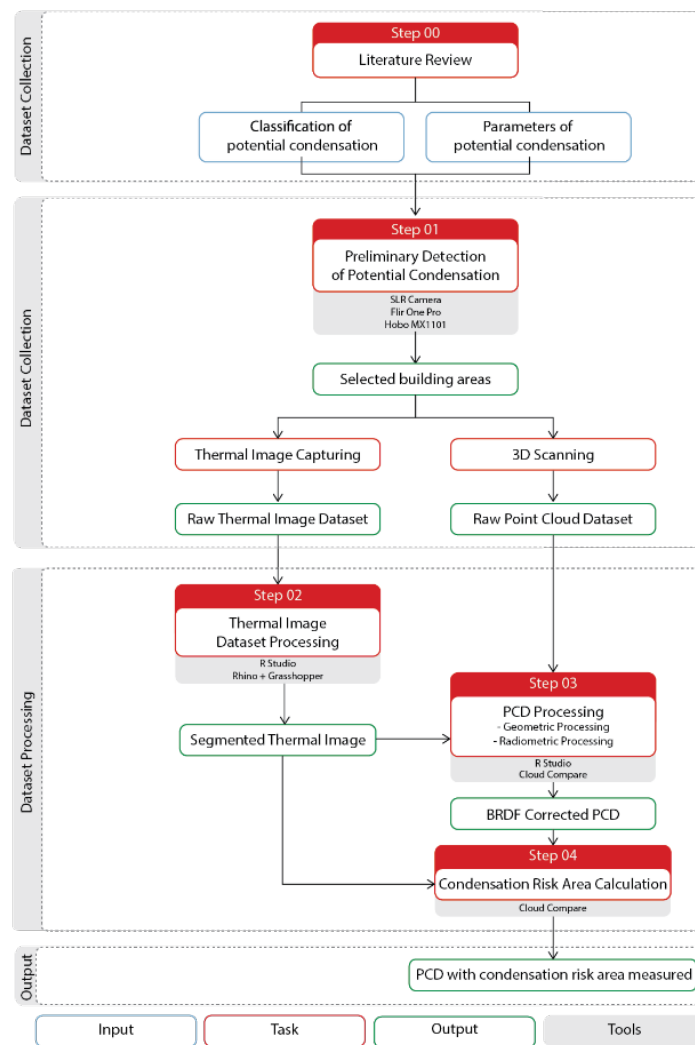 Dataset Collection
Step 00
Literature Review
Classification of
potential condensation
Parameters of
potential condensation
Dataset Collection
Step 01
Preliminary Detection
of Potential Condensation
SLR Camera
Flir One Pro
Hobo MX1101
Selected building areas
Thermal Image Capturing
3D Scanning
Raw Thermal Image Dataset
Raw Point Cloud Dataset
Dataset Processing
Step 02
Thermal Image
Dataset Processing
R Studio
Rhino + Grasshopper
Step 03
PCD Processing
- Geometric Processing
- Radiometric Processing
R Studio
Cloud Compare
Segmented Thermal Image
BRDF Corrected PCD
Step 04
Condensation Risk Area Calculation
Cloud Compare
Output
PCD with condensation risk area measured
Input
Task
Output
Tools